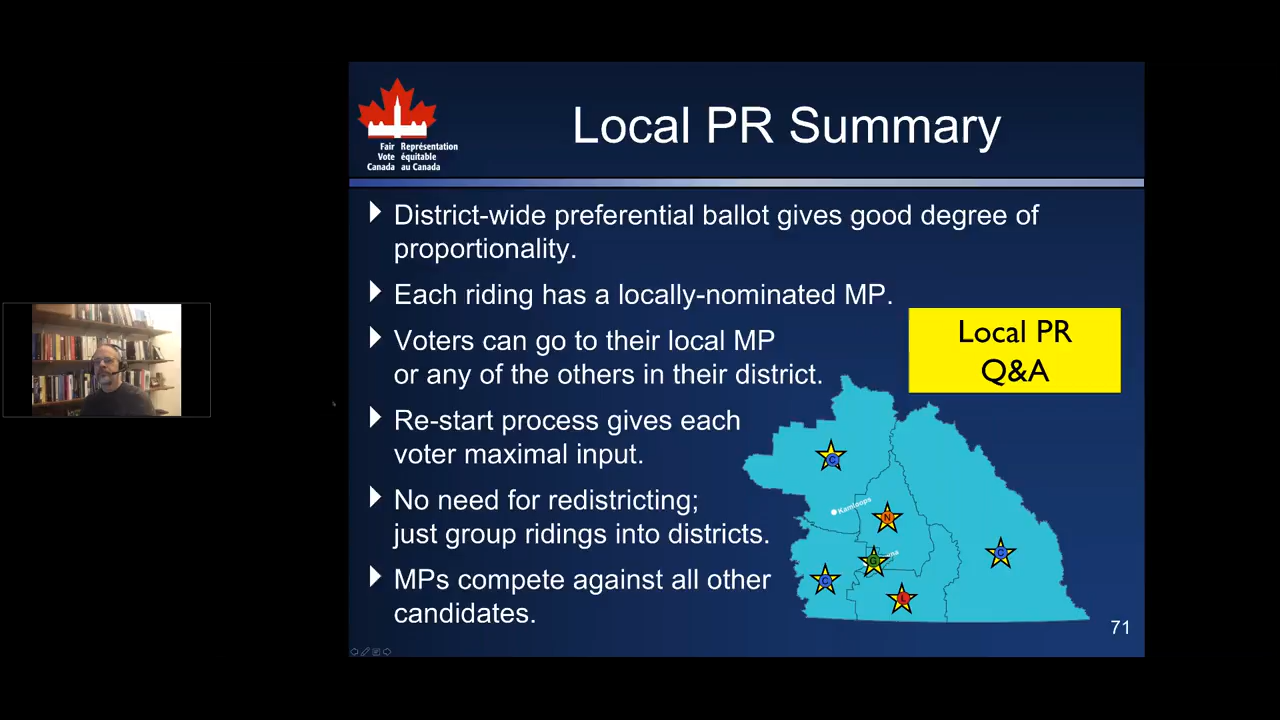 Local PR Summary
Fair Représentation
Vote équitable
Canada au Canada
District-wide preferential ballot gives good degree of
proportionality.
Each riding has a locally-nominated MP.
Local PR
Q&A
Voters can go to their local MP
or any of the others in their district.
Re-start process gives each
voter maximal input.
No need for redistricting;
just group ridings into districts.
MPs compete against all other
candidates.
C
Kamloops
N
C
C
L
71